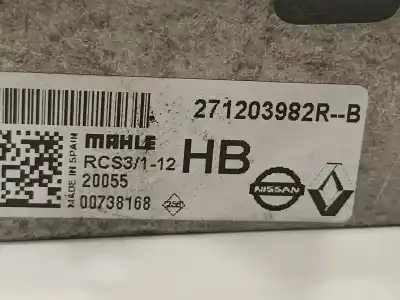 271203982R--B
MAHLE
RCS3/1-12
HB
20055
00738168
MADE IN SPAIN
NISSAN